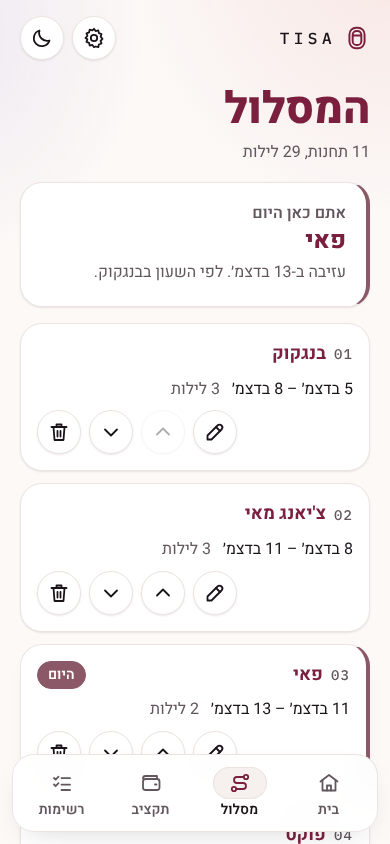 TISA
המסלול
11 תחנות, 29 לילות
אתם כאן היום
פאי
עזיבה ב-13 בדצמ׳. לפי השעון בבנגקוק.
01 בנגקוק
5 בדצמ׳ – 8 בדצמ׳ 3 לילות
02 צ'יאנג מאי
8 בדצמ׳ – 11 בדצמ׳ 3 לילות
03 פאי היום
11 בדצמ׳ – 13 בדצמ׳ 2 לילות
04 פוקט
בית מסלול תקציב רשימות